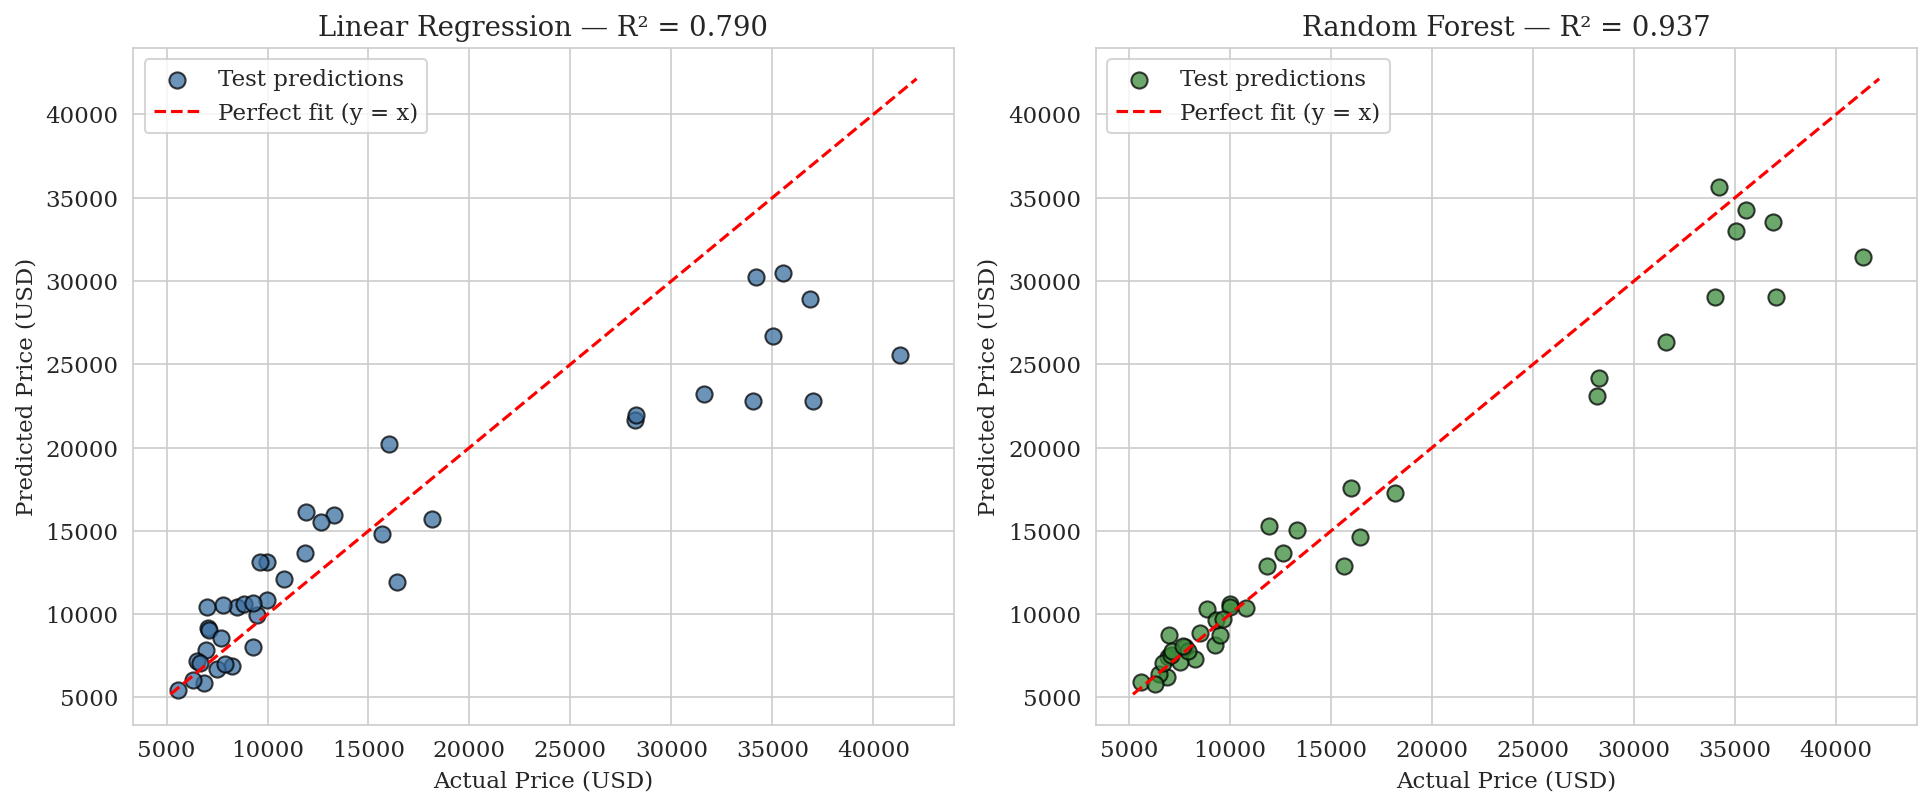 Linear Regression — R² = 0.790
Test predictions
Perfect fit (y = x)
40000
35000
30000
25000
20000
15000
10000
5000
Predicted Price (USD)
5000 10000 15000 20000 25000 30000 35000 40000
Actual Price (USD)
Random Forest — R² = 0.937
Test predictions
Perfect fit (y = x)
40000
35000
30000
25000
20000
15000
10000
5000
Predicted Price (USD)
5000 10000 15000 20000 25000 30000 35000 40000
Actual Price (USD)